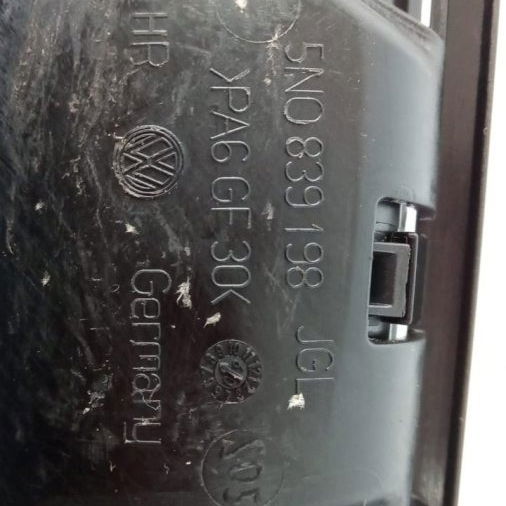 5N0 839 198 JGL
>PA6 GF 30<
HR Germany